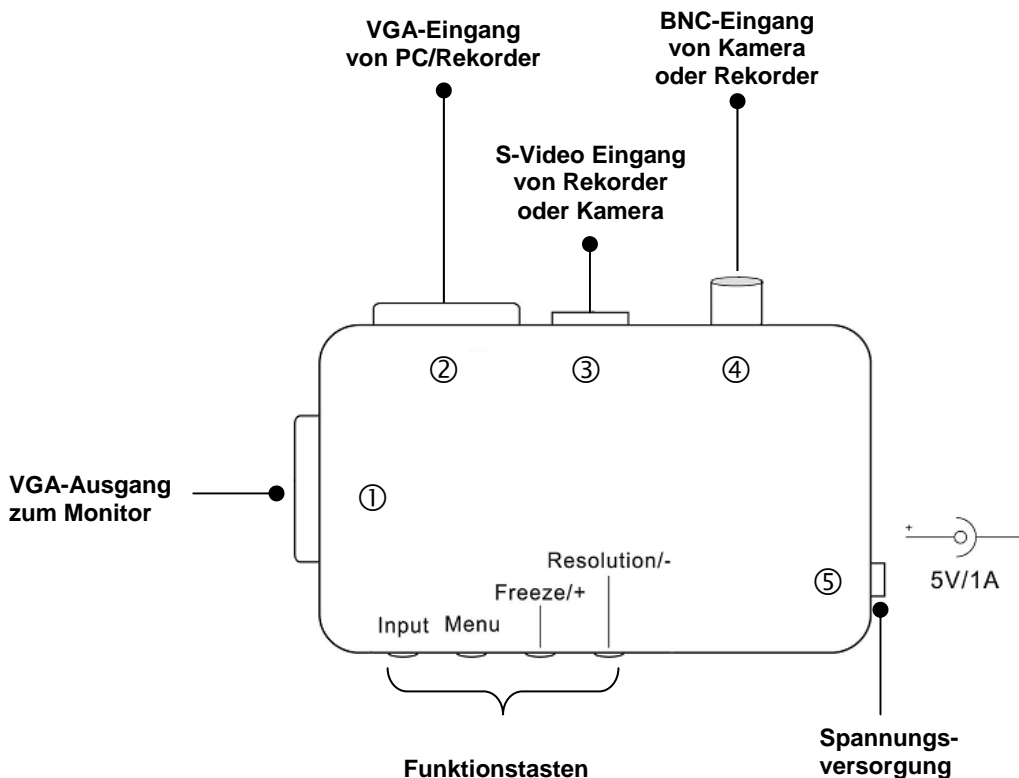 VGA-Eingang
von PC/Rekorder
BNC-Eingang
von Kamera
oder Rekorder
S-Video Eingang
von Rekorder
oder Kamera
②
③
④
VGA-Ausgang
zum Monitor
①
⑤
+
5V/1A
Resolution/-
Freeze/+
Input Menu
Funktionstasten
Spannungs-
versorgung